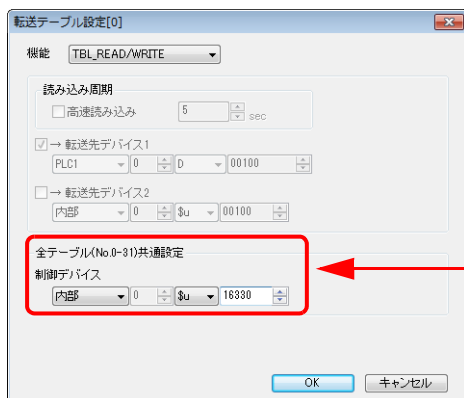 転送テーブル設定[0]
機能 TBL_READ/WRITE
読み込み周期
高速読み込み 5 sec
→ 転送先デバイス1
PLC1 0 D 00100
→ 転送先デバイス2
内部 0 $u 00100
全テーブル(No.0-31)共通設定
制御デバイス
内部 0 $u 16330
OK キャンセル